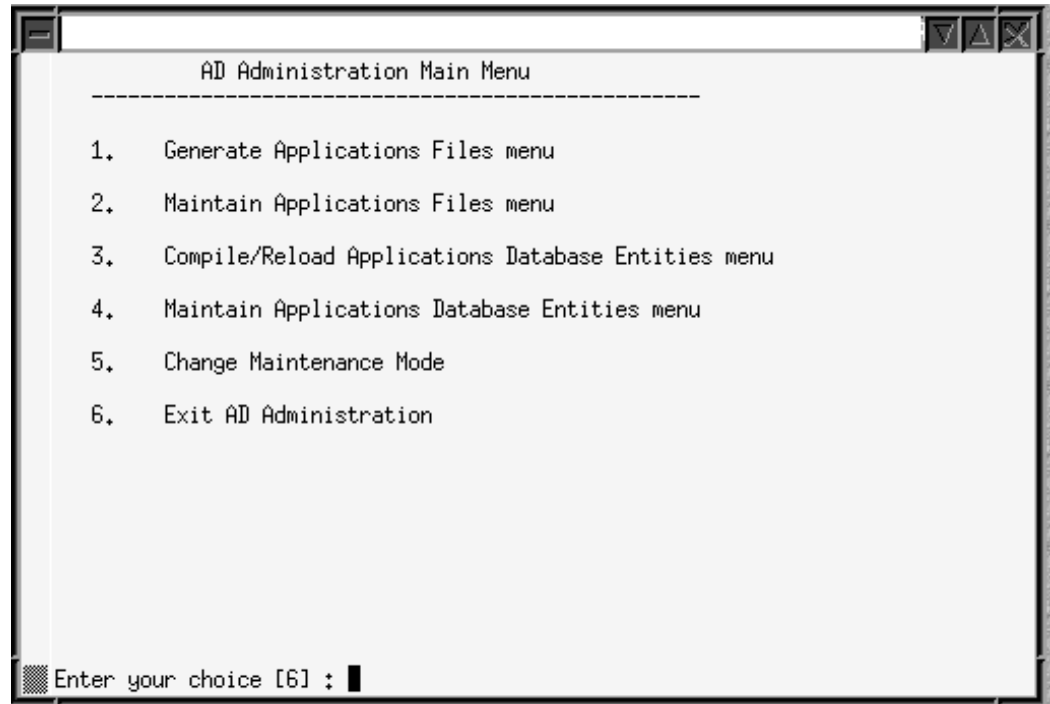 AD Administration Main Menu
--------------------------------------------------
1. Generate Applications Files menu
2. Maintain Applications Files menu
3. Compile/Reload Applications Database Entities menu
4. Maintain Applications Database Entities menu
5. Change Maintenance Mode
6. Exit AD Administration
Enter your choice [6] :